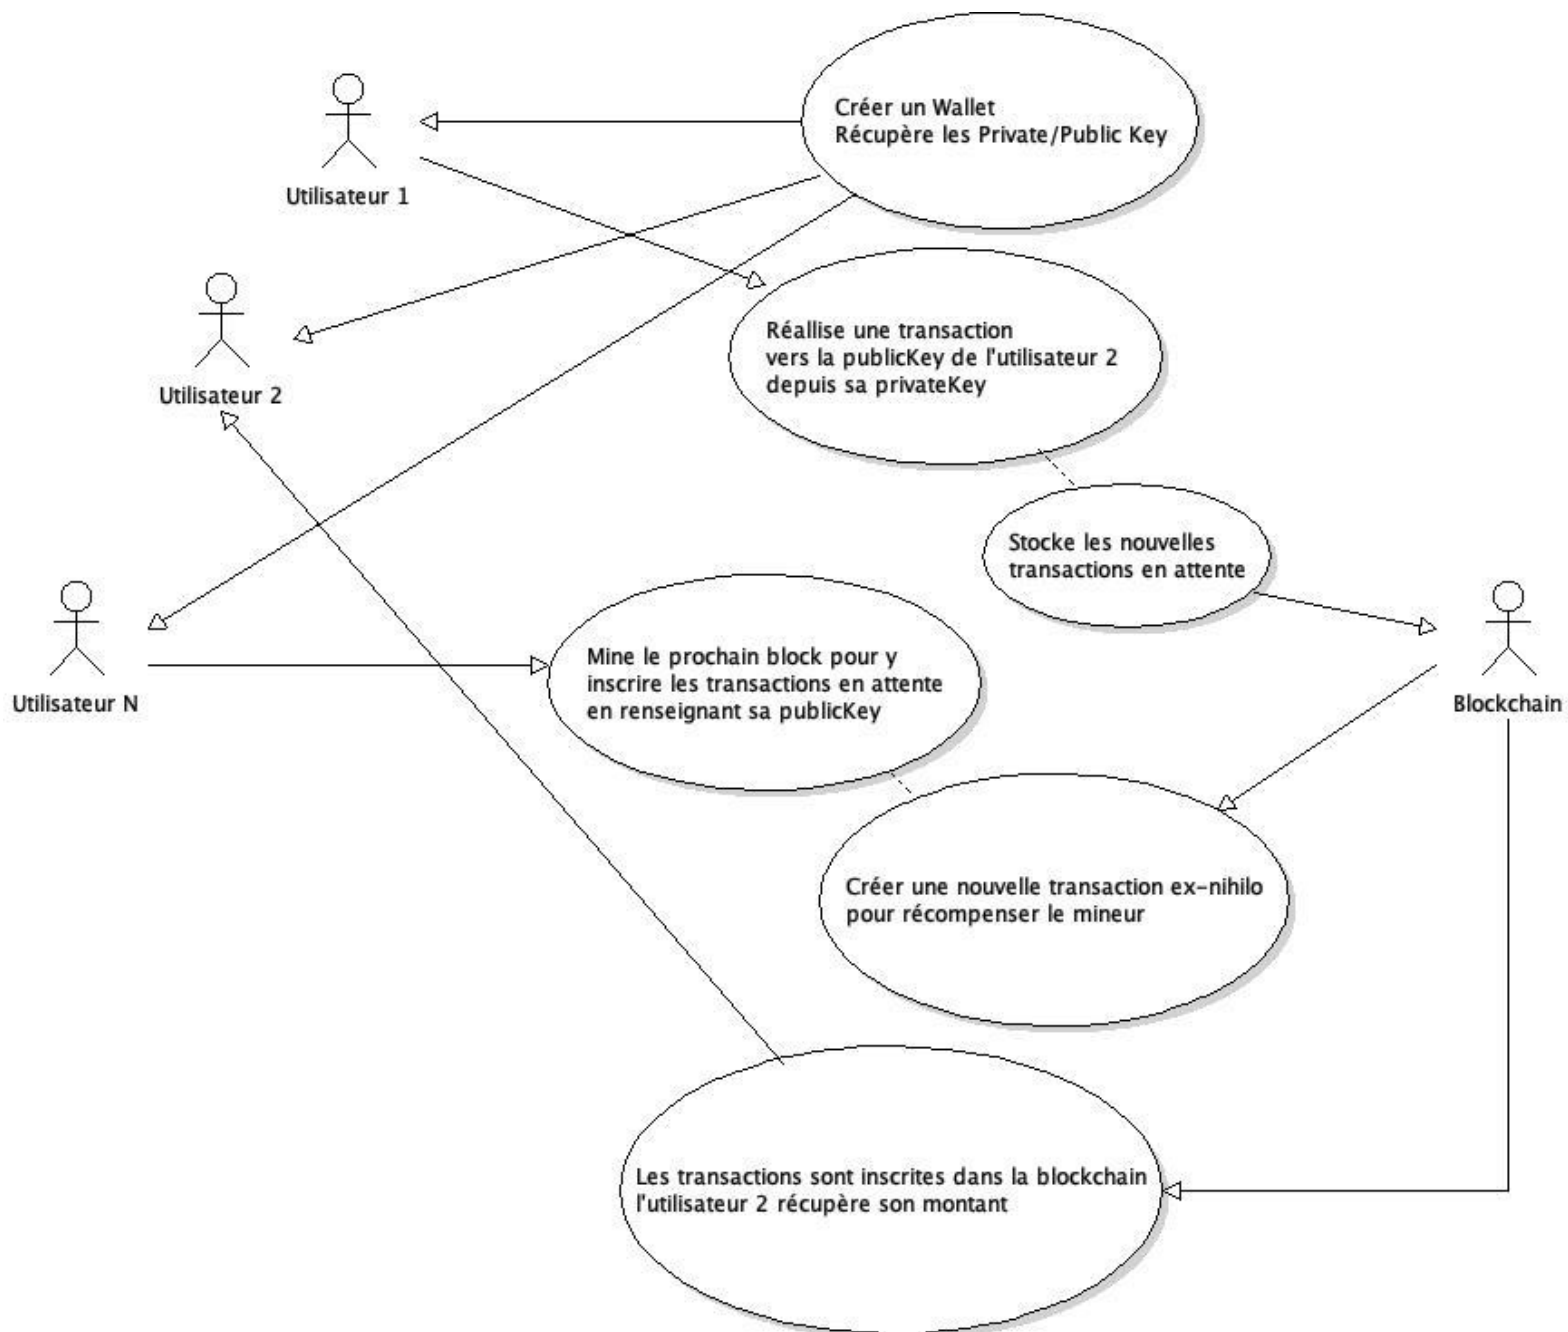 Créer un Wallet
Récupère les Private/Public Key
Utilisateur 1
Réallise une transaction
vers la publicKey de l'utilisateur 2
depuis sa privateKey
Utilisateur 2
Stocke les nouvelles
transactions en attente
Mine le prochain block pour y
inscrire les transactions en attente
en renseignant sa publicKey
Utilisateur N
Blockchain
Créer une nouvelle transaction ex-nihilo
pour récompenser le mineur
Les transactions sont inscrites dans la blockchain
l'utilisateur 2 récupère son montant